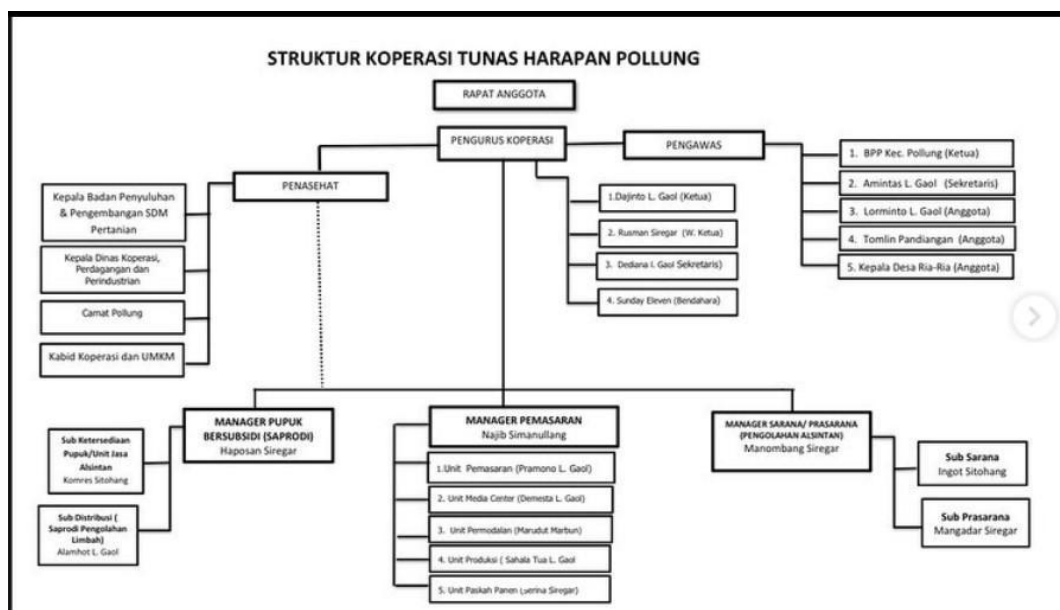 STRUKTUR KOPERASI TUNAS HARAPAN POLLUNG
RAPAT ANGGOTA
PENGURUS KOPERASI
PENGAWAS
PENASEHAT
Kepala Badan Penyuluhan
& Pengembangan SDM
Pertanian
Kepala Dinas Koperasi,
Perdagangan dan
Perindustrian
Camat Pollung
Kabid Koperasi dan UMKM
1.Dajinto L. Gaol (Ketua)
2. Rusman Siregar (W. Ketua)
3. Dediana l. Gaol Sekretaris)
4. Sunday Eleven (Bendahara)
1. BPP Kec. Pollung (Ketua)
2. Amintas L. Gaol (Sekretaris)
3. Lorminto L. Gaol (Anggota)
4. Tomlin Pandiangan (Anggota)
5. Kepala Desa Ria-Ria (Anggota)
MANAGER PUPUK
BERSUBSIDI (SAPRODI)
Haposan Siregar
Sub Ketersediaan
Pupuk/Unit Jasa
Alsintan
Komres Sitohang
Sub Distribusi (
Saprodi Pengolahan
Limbah)
Alamhot L. Gaol
MANAGER PEMASARAN
Najib Simanullang
1.Unit Pemasaran (Pramono L. Gaol)
2. Unit Media Center (Demesta L. Gaol)
3. Unit Permodalan (Marudut Marbun)
4. Unit Produksi ( Sahala Tua L. Gaol
5. Unit Paskah Panen Siregar)
MANAGER SARANA/ PRASARANA
(PENGOLAHAN ALSINTAN)
Manombang Siregar
Sub Sarana
Ingot Sitohang
Sub Prasarana
Mangadar Siregar